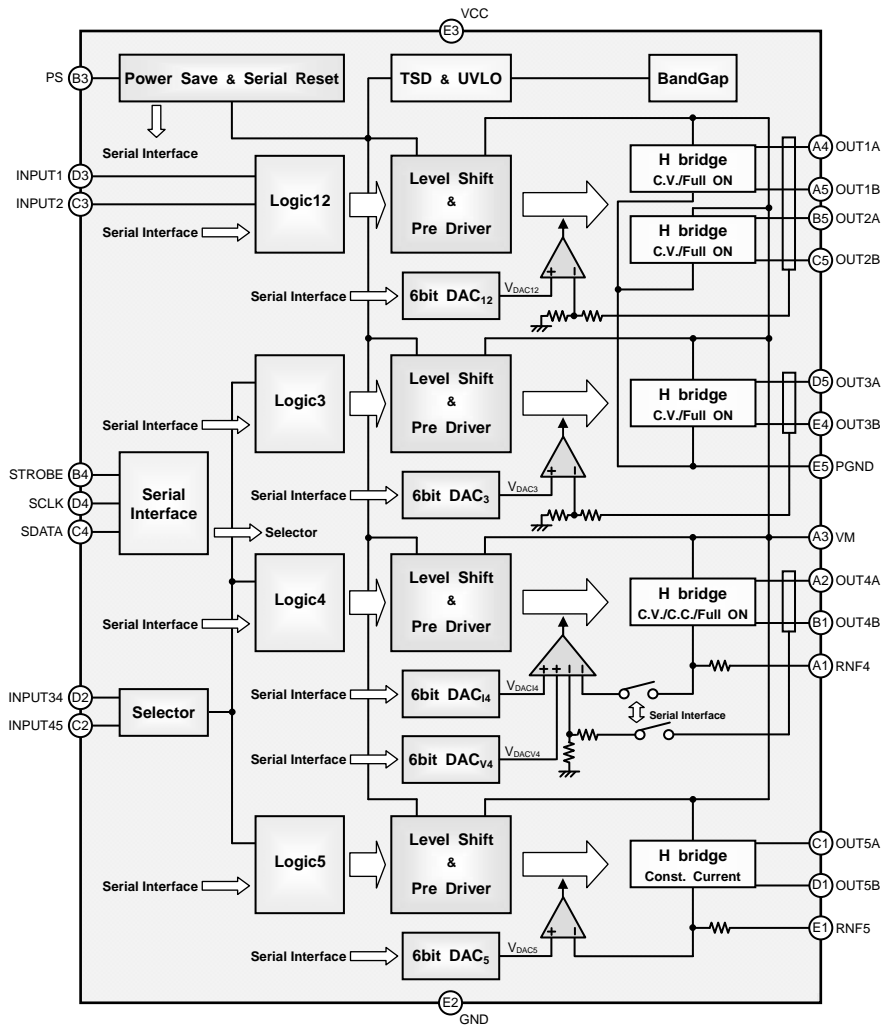 VCC
E3
PS B3 Power Save & Serial Reset TSD & UVLO BandGap
Serial Interface
INPUT1 D3
INPUT2 C3
Logic12
Serial Interface
Level Shift
&
Pre Driver
H bridge
C.V./Full ON
A4 OUT1A
A5 OUT1B
H bridge
C.V./Full ON
B5 OUT2A
C5 OUT2B
Serial Interface 6bit DAC12 VDAC12
+ −
Logic3
Serial Interface
Level Shift
&
Pre Driver
H bridge
C.V./Full ON
D5 OUT3A
E4 OUT3B
E5 PGND
Serial Interface 6bit DAC3 VDAC3
+ −
STROBE B4
SCLK D4
SDATA C4
Serial
Interface
Selector
A3 VM
Logic4
Serial Interface
Level Shift
&
Pre Driver
H bridge
C.V./C.C./Full ON
A2 OUT4A
B1 OUT4B
A1 RNF4
+ + − −
Serial Interface 6bit DACI4 VDACI4
Serial Interface
INPUT34 D2
INPUT45 C2
Selector
Serial Interface 6bit DACV4 VDACV4
Logic5
Serial Interface
Level Shift
&
Pre Driver
H bridge
Const. Current
C1 OUT5A
D1 OUT5B
E1 RNF5
Serial Interface 6bit DAC5 VDAC5
+ −
E2
GND